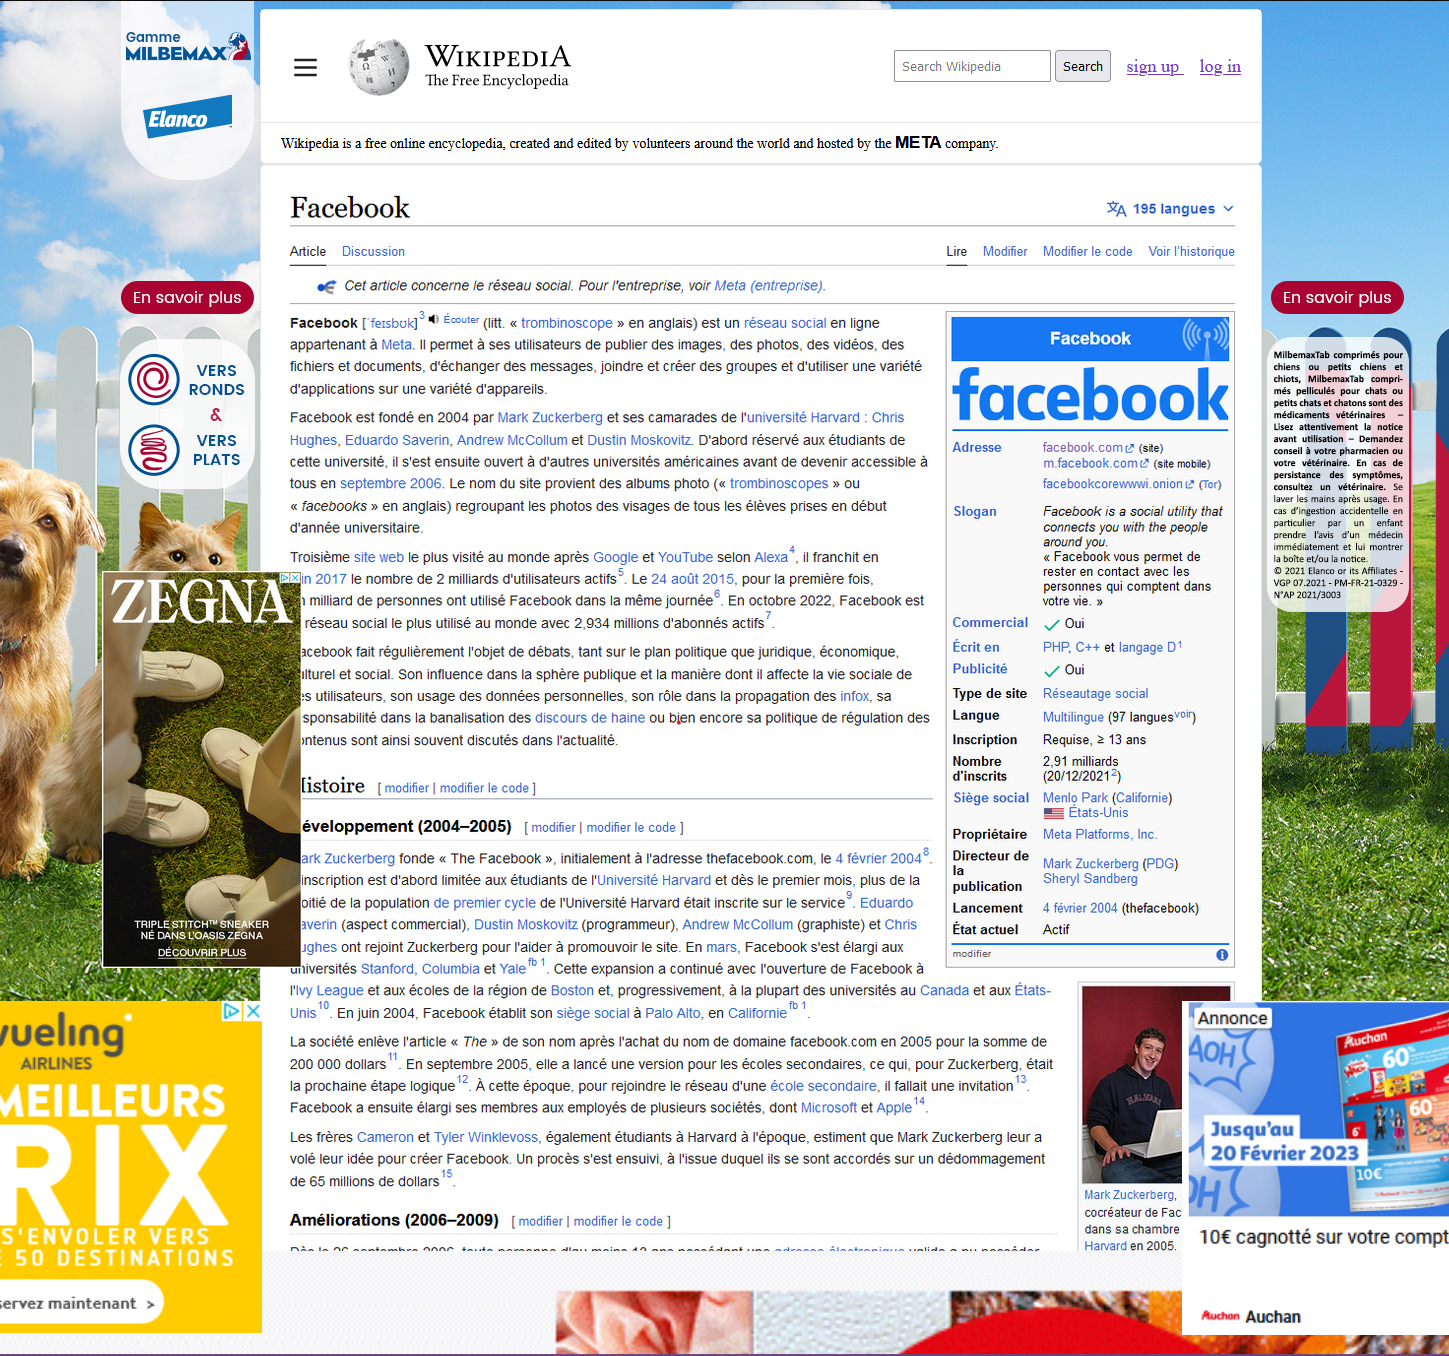 Gamme
MILBEMAX
Elanco
WIKIPEDIA
The Free Encyclopedia
Search Wikipedia
Search
sign up
log in
Wikipedia is a free online encyclopedia, created and edited by volunteers around the world and hosted by the META company.
Facebook
195 langues
Article
Discussion
Lire
Modifier
Modifier le code
Voir l'historique
Cet article concerne le réseau social. Pour l'entreprise, voir Meta (entreprise).
Facebook [ˈfeɪsbʊk]3 Écouter (litt. « trombinoscope » en anglais) est un réseau social en ligne
appartenant à Meta. Il permet à ses utilisateurs de publier des images, des photos, des vidéos, des
fichiers et documents, d'échanger des messages, joindre et créer des groupes et d'utiliser une variété
d'applications sur une variété d'appareils.
Facebook est fondé en 2004 par Mark Zuckerberg et ses camarades de l'université Harvard : Chris
Hughes, Eduardo Saverin, Andrew McCollum et Dustin Moskovitz. D'abord réservé aux étudiants de
cette université, il s'est ensuite ouvert à d'autres universités américaines avant de devenir accessible à
tous en septembre 2006. Le nom du site provient des albums photo (« trombinoscopes » ou
« facebooks » en anglais) regroupant les photos des visages de tous les élèves prises en début
d'année universitaire.
Troisième site web le plus visité au monde après Google et YouTube selon Alexa4, il franchit en
in 2017 le nombre de 2 milliards d'utilisateurs actifs5. Le 24 août 2015, pour la première fois,
milliard de personnes ont utilisé Facebook dans la même journée6. En octobre 2022, Facebook est
réseau social le plus utilisé au monde avec 2,934 millions d'abonnés actifs7.
acebook fait régulièrement l'objet de débats, tant sur le plan politique que juridique, économique,
ulturel et social. Son influence dans la sphère publique et la manière dont il affecte la vie sociale de
es utilisateurs, son usage des données personnelles, son rôle dans la propagation des infox, sa
esponsabilité dans la banalisation des discours de haine ou bien encore sa politique de régulation des
ontenus sont ainsi souvent discutés dans l'actualité.
Histoire [ modifier | modifier le code ]
éveloppement (2004–2005) [ modifier | modifier le code ]
ark Zuckerberg fonde « The Facebook », initialement à l'adresse thefacebook.com, le 4 février 20048.
inscription est d'abord limitée aux étudiants de l'Université Harvard et dès le premier mois, plus de la
oitié de la population de premier cycle de l'Université Harvard était inscrite sur le service9. Eduardo
averin (aspect commercial), Dustin Moskovitz (programmeur), Andrew McCollum (graphiste) et Chris
ughes ont rejoint Zuckerberg pour l'aider à promouvoir le site. En mars, Facebook s'est élargi aux
universités Stanford, Columbia et Yale fb 1. Cette expansion a continué avec l'ouverture de Facebook à
l'Ivy League et aux écoles de la région de Boston et, progressivement, à la plupart des universités au Canada et aux États-
Unis10. En juin 2004, Facebook établit son siège social à Palo Alto, en Californie fb 1.
La société enlève l'article « The » de son nom après l'achat du nom de domaine facebook.com en 2005 pour la somme de
200 000 dollars11. En septembre 2005, elle a lancé une version pour les écoles secondaires, ce qui, pour Zuckerberg, était
la prochaine étape logique12. À cette époque, pour rejoindre le réseau d'une école secondaire, il fallait une invitation13.
Facebook a ensuite élargi ses membres aux employés de plusieurs sociétés, dont Microsoft et Apple14.
Les frères Cameron et Tyler Winklevoss, également étudiants à Harvard à l'époque, estiment que Mark Zuckerberg leur a
volé leur idée pour créer Facebook. Un procès s'est ensuivi, à l'issue duquel ils se sont accordés sur un dédommagement
de 65 millions de dollars15.
Améliorations (2006–2009) [ modifier | modifier le code ]
Dès le 26 septembre 2006, toute personne d'au moins 13 ans possédant une adresse électronique valide a pu posséder
Facebook
facebook
Adresse
facebook.com (site)
m.facebook.com (site mobile)
facebookcorewwwi.onion (Tor)
Slogan
Facebook is a social utility that
connects you with the people
around you.
« Facebook vous permet de
rester en contact avec les
personnes qui comptent dans
votre vie. »
Commercial Oui
Écrit en PHP, C++ et langage D1
Publicité Oui
Type de site Réseautage social
Langue Multilingue (97 languesvoir)
Inscription Requise, ≥ 13 ans
Nombre 2,91 milliards
d'inscrits (20/12/20212)
Siège social Menlo Park (Californie)
États-Unis
Propriétaire Meta Platforms, Inc.
Directeur de
la
publication
Mark Zuckerberg (PDG)
Sheryl Sandberg
Lancement 4 février 2004 (thefacebook)
État actuel Actif
modifier
HARVARD
Mark Zuckerberg,
cocréateur de Fac
dans sa chambre
Harvard en 2005.
En savoir plus
VERS
RONDS
&
VERS
PLATS
ZEGNA
TRIPLE STITCH™ SNEAKER
NÉ DANS L'OASIS ZEGNA
DÉCOUVRIR PLUS
vueling
AIRLINES
MEILLEURS
RIX
S'ENVOLER VERS
50 DESTINATIONS
servez maintenant >
En savoir plus
MilbemaxTab comprimés pour
chiens ou petits chiens et
chiots, MilbemaxTab compri-
més pelliculés pour chats ou
petits chats et chatons sont des
médicaments vétérinaires –
Lisez attentivement la notice
avant utilisation – Demandez
conseil à votre pharmacien ou
votre vétérinaire. En cas de
persistance des symptômes,
consultez un vétérinaire. Se
laver les mains après usage. En
cas d'ingestion accidentelle en
particulier par un enfant
prendre l'avis d'un médecin
immédiatement et lui montrer
la boîte et/ou la notice.
© 2021 Elanco or its Affiliates -
VGP 07.2021 - PM-FR-21-0329 -
N°AP 2021/3003
Annonce
AOH
OH
Auchan
60%
60%
6€
10€
Jusqu'au
20 Février 2023
10€ cagnotté sur votre compt
Auchan Auchan